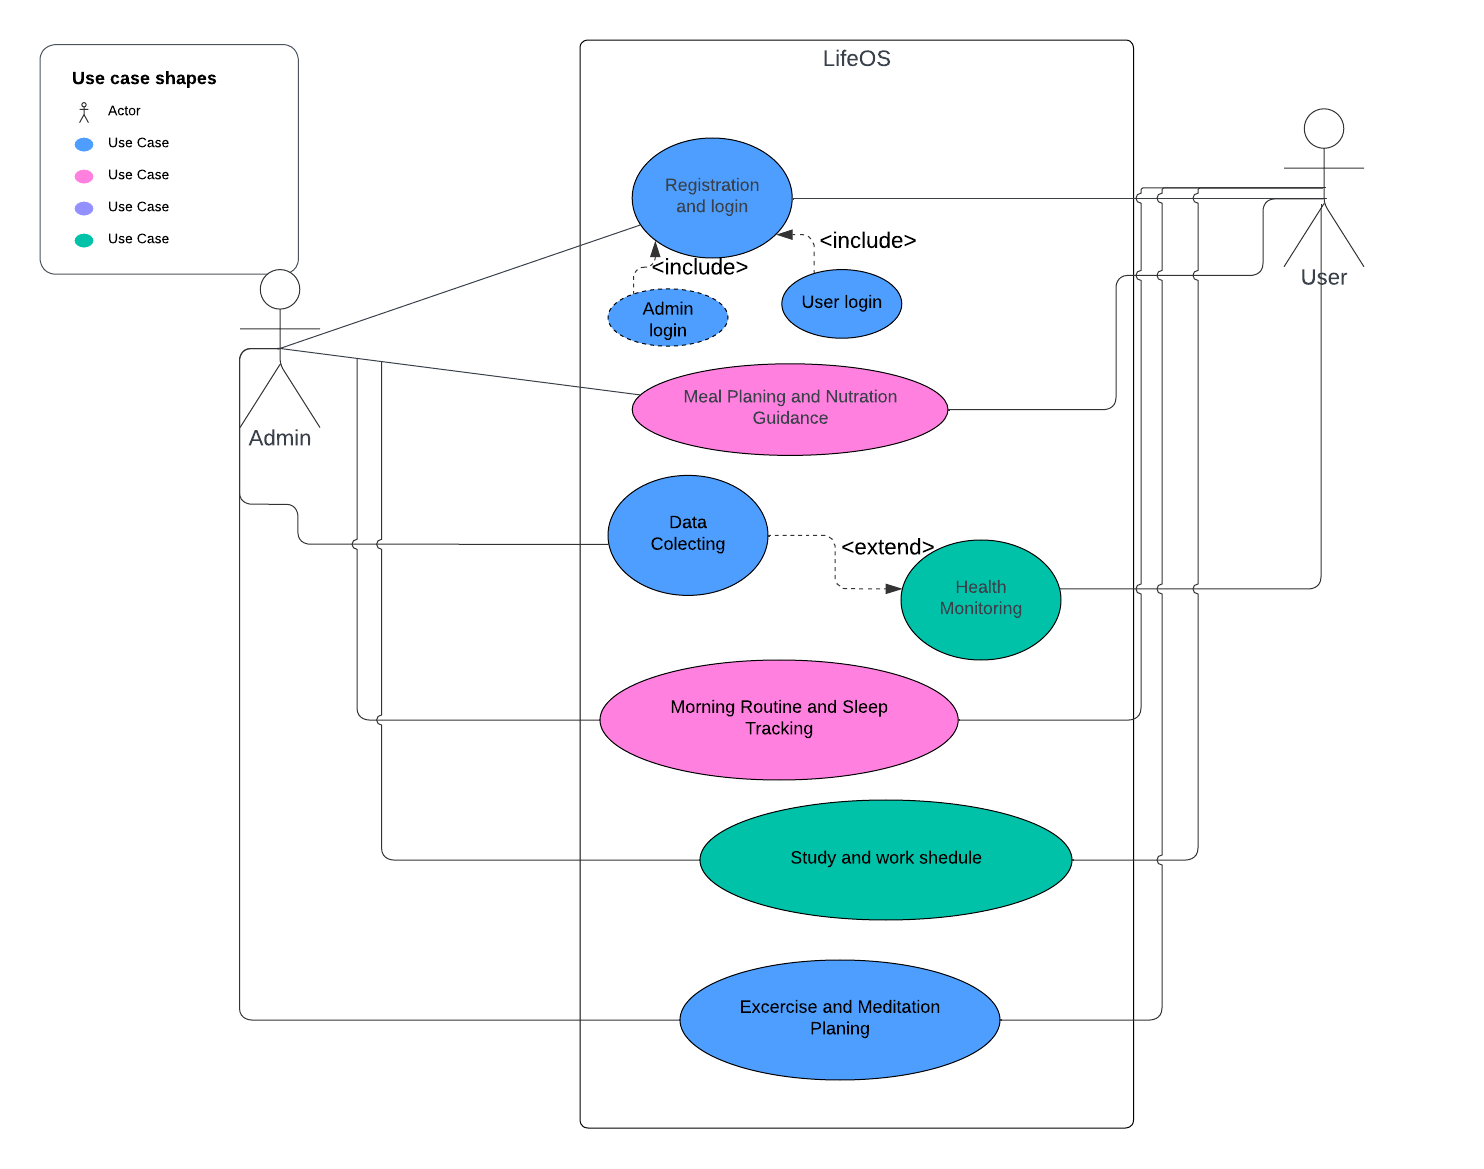 Use case shapes
Actor
Use Case
Use Case
Use Case
Use Case
LifeOS
Registration
and login
<include>
<include>
Admin
login
User login
User
Admin
Meal Planing and Nutration
Guidance
Data
Colecting
<extend>
Health
Monitoring
Morning Routine and Sleep
Tracking
Study and work shedule
Excercise and Meditation
Planing